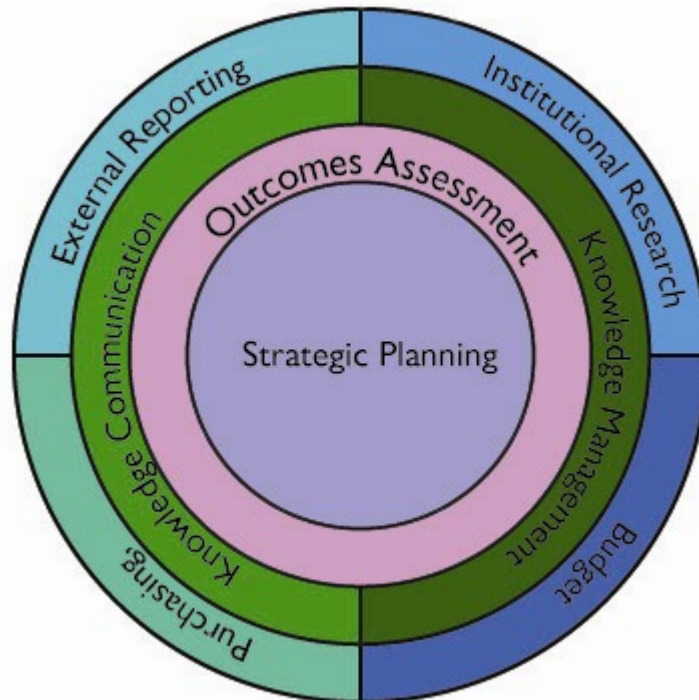 External Reporting
Institutional Research
Outcomes Assessment
Knowledge Communication
Knowledge Management
Strategic Planning
Purchasing,
Budget